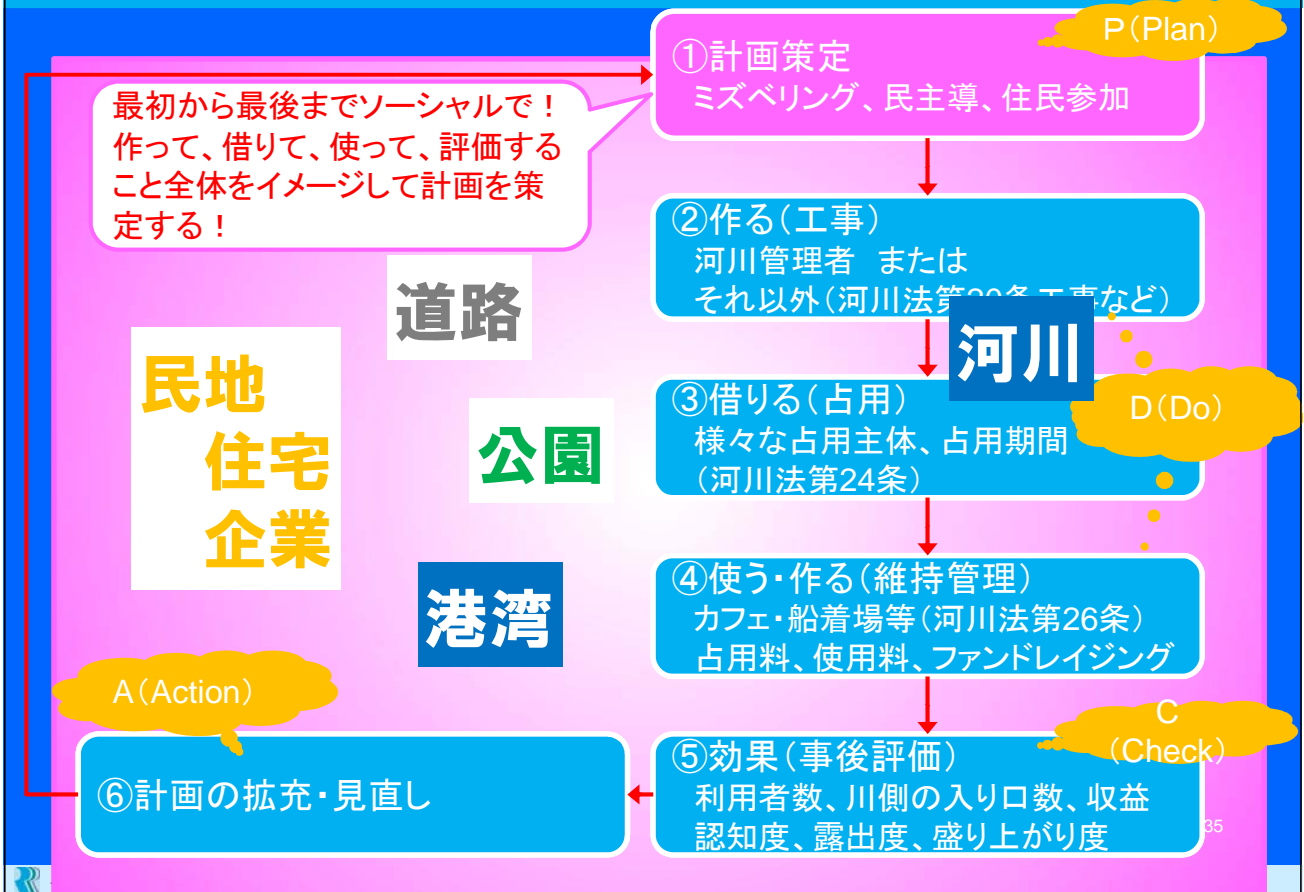 P(Plan)
①計画策定
ミズベリング、民主導、住民参加
最初から最後までソーシャルで！
作って、借りて、使って、評価する
こと全体をイメージして計画を策
定する！
②作る(工事)
河川管理者 または
それ以外(河川法第20条工事など)
道路
河川
民地
住宅
企業
公園
港湾
③借りる(占用)
様々な占用主体、占用期間
(河川法第24条)
D(Do)
④使う・作る(維持管理)
カフェ・船着場等(河川法第26条)
占用料、使用料、ファンドレイジング
A(Action)
C
(Check)
⑤効果(事後評価)
利用者数、川側の入り口数、収益
認知度、露出度、盛り上がり度
⑥計画の拡充・見直し
35